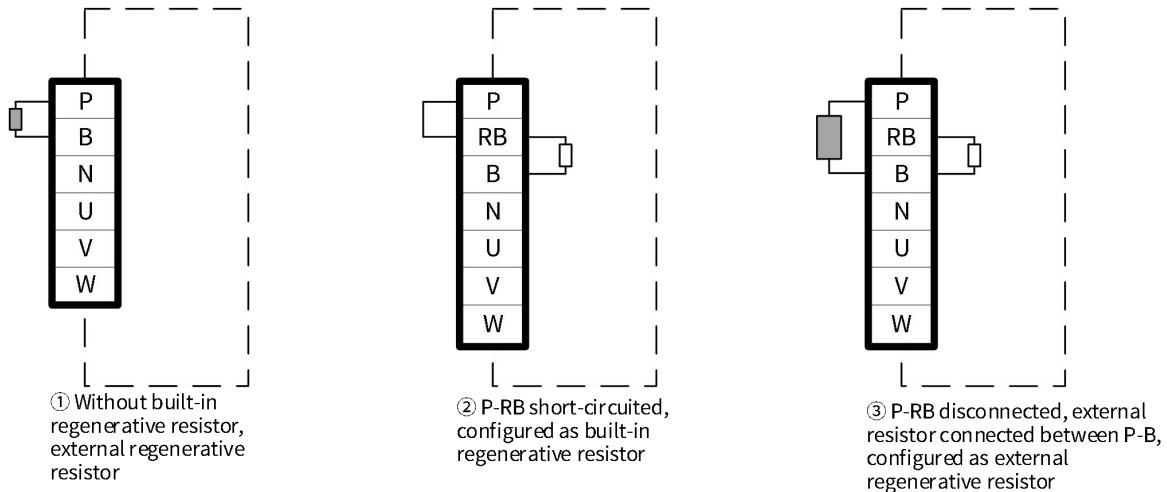 P
B
N
U
V
W
① Without built-in
regenerative resistor,
external regenerative
resistor
P
RB
B
N
U
V
W
② P-RB short-circuited,
configured as built-in
regenerative resistor
P
RB
B
N
U
V
W
③ P-RB disconnected, external
resistor connected between P-B,
configured as external
regenerative resistor